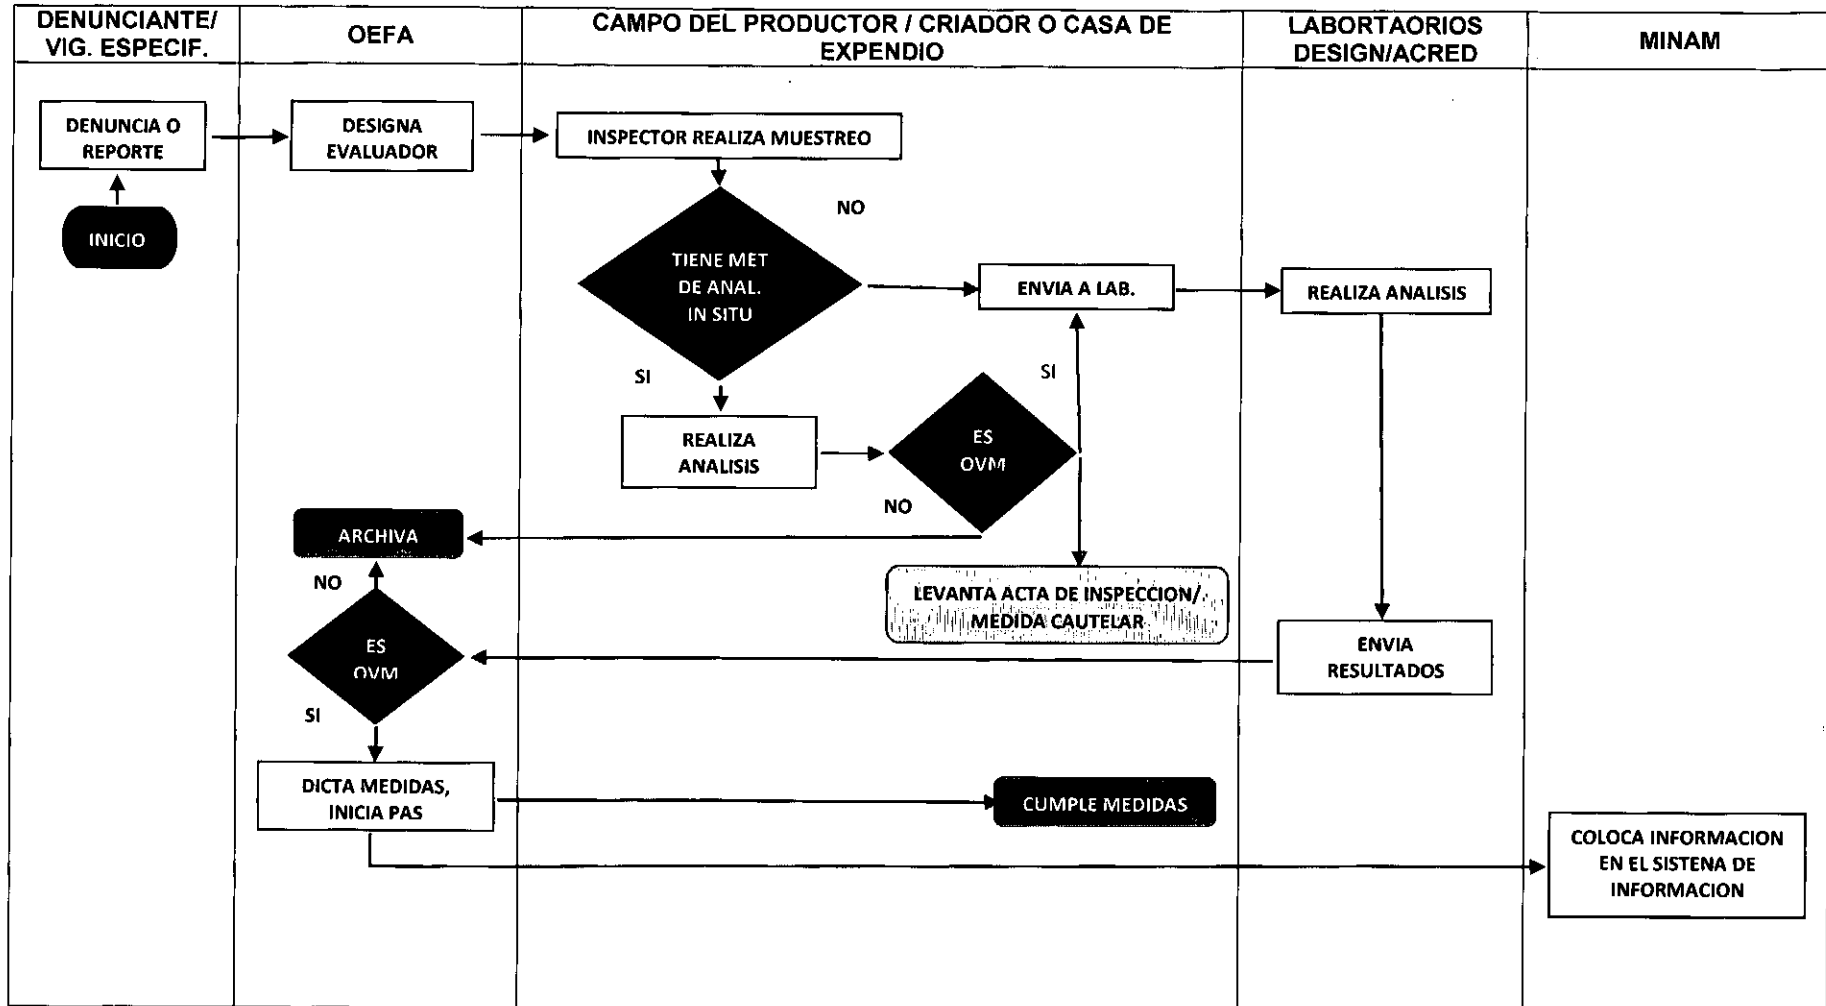 DENUNCIANTE/
VIG. ESPECIF.
OEFA
CAMPO DEL PRODUCTOR / CRIADOR O CASA DE
EXPENDIO
LABORTAORIOS
DESIGN/ACRED
MINAM
DENUNCIA O
REPORTE
DESIGNA
EVALUADOR
INSPECTOR REALIZA MUESTREO
INICIO
NO
TIENE MET
DE ANAL.
IN SITU
ENVIA A LAB.
REALIZA ANALISIS
SI
SI
REALIZA
ANALISIS
ES
OVM
NO
ARCHIVA
NO
LEVANTA ACTA DE INSPECCION/
MEDIDA CAUTELAR
ES
OVM
ENVIA
RESULTADOS
SI
DICTA MEDIDAS,
INICIA PAS
CUMPLE MEDIDAS
COLOCA INFORMACION
EN EL SISTENA DE
INFORMACION